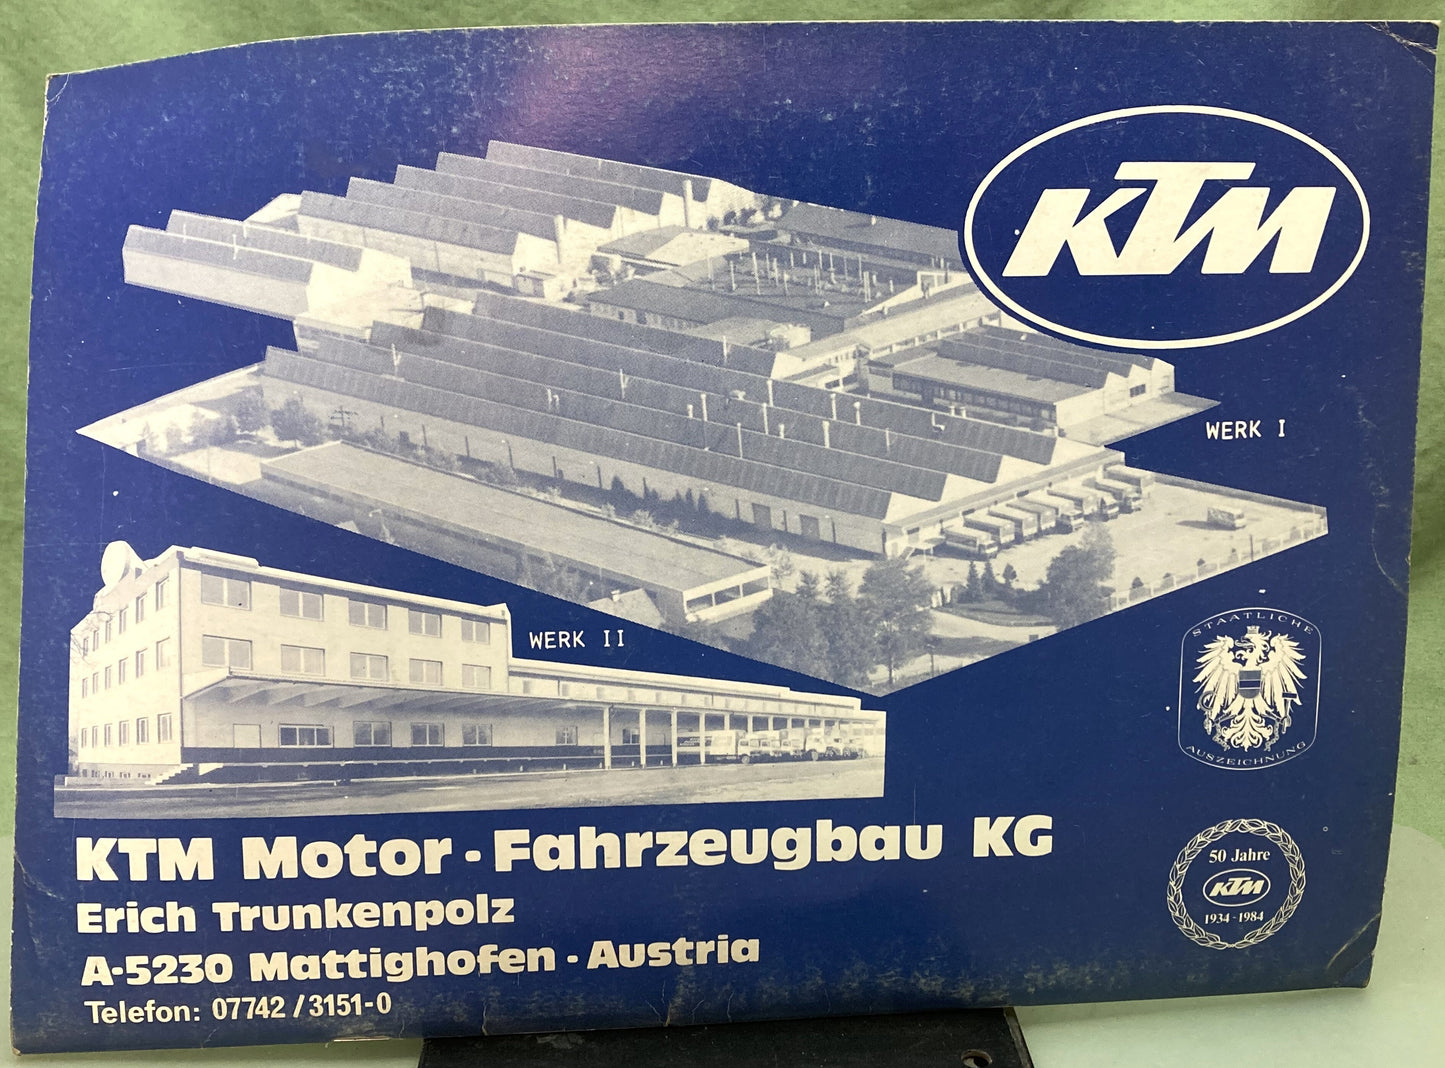 KTM
WERK I
WERK II
STAATLICHE
AUSZEICHNUNG
KTM Motor - Fahrzeugbau KG
Erich Trunkenpolz
A-5230 Mattighofen - Austria
Telefon: 07742 / 3151-0
50 Jahre
KTM
1934 - 1984